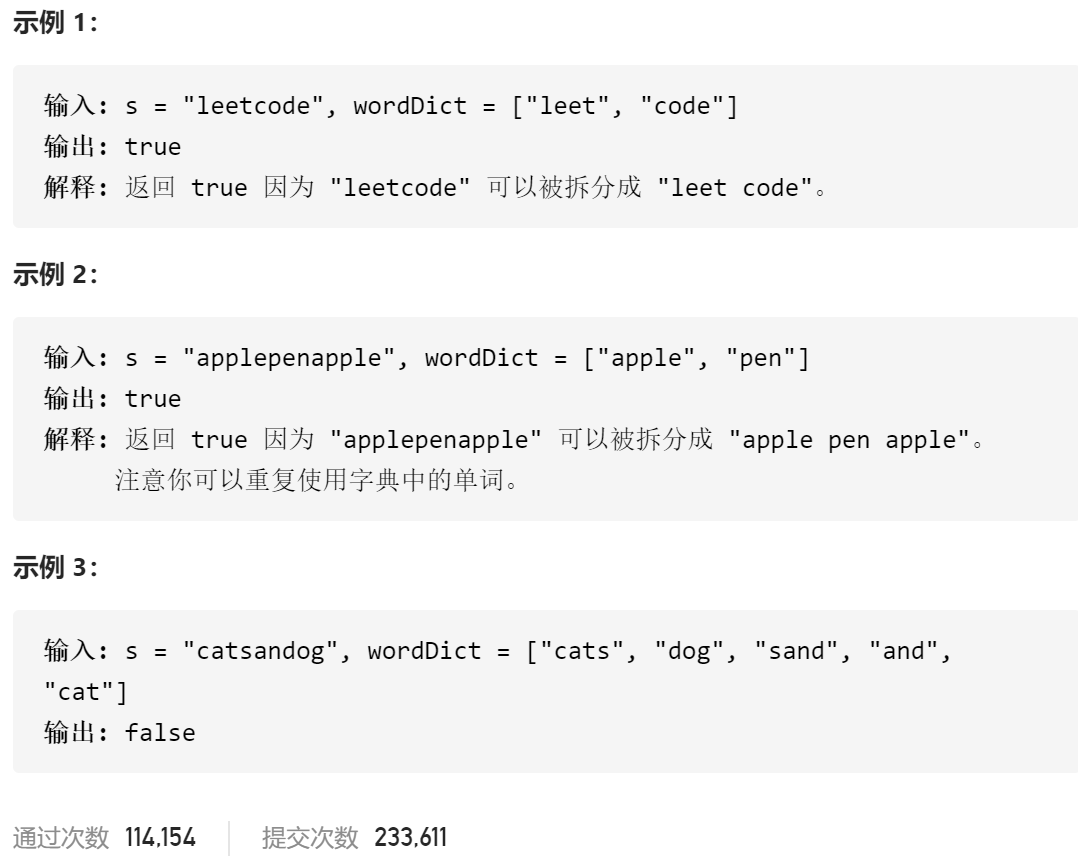 示例 1：
输入: s = "leetcode", wordDict = ["leet", "code"]
输出: true
解释: 返回 true 因为 "leetcode" 可以被拆分成 "leet code"。
示例 2：
输入: s = "applepenapple", wordDict = ["apple", "pen"]
输出: true
解释: 返回 true 因为 "applepenapple" 可以被拆分成 "apple pen apple"。
注意你可以重复使用字典中的单词。
示例 3：
输入: s = "catsandog", wordDict = ["cats", "dog", "sand", "and",
"cat"]
输出: false
通过次数 114,154 提交次数 233,611